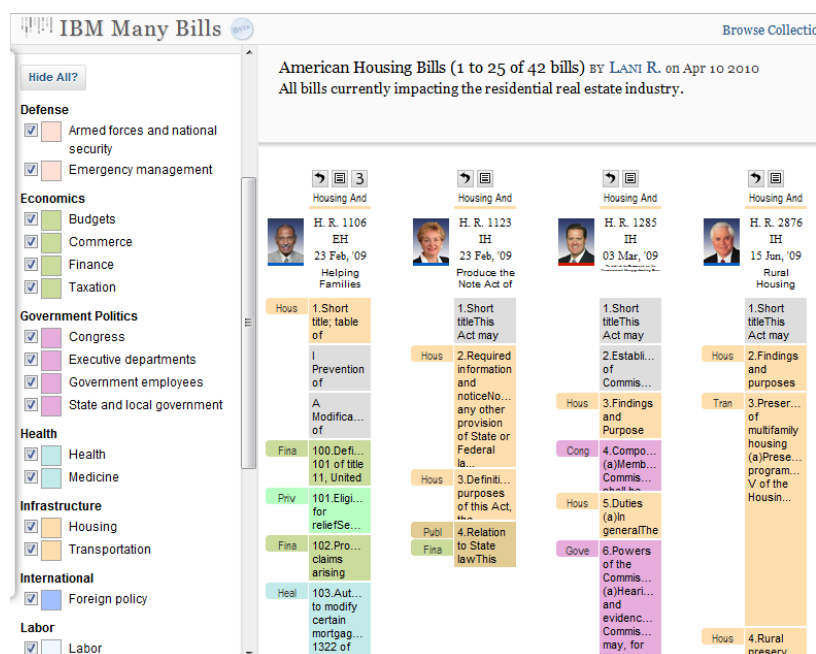 IBM Many Bills Beta
Browse Collectio
Hide All?
Defense
Armed forces and national
security
Emergency management
Economics
Budgets
Commerce
Finance
Taxation
Government Politics
Congress
Executive departments
Government employees
State and local government
Health
Health
Medicine
Infrastructure
Housing
Transportation
International
Foreign policy
Labor
Labor
American Housing Bills (1 to 25 of 42 bills) BY LANI R. on Apr 10 2010
All bills currently impacting the residential real estate industry.
3
Housing And
H. R. 1106
EH
23 Feb, '09
Helping
Families
Hous
1.Short
title; table
of
I
Prevention
of
A
Modifica...
of
Fina
100.Defi...
101 of title
11, United
Priv
101.Eligi...
for
reliefSe...
Fina
102.Pro...
claims
arising
Heal
103.Aut...
to modify
certain
mortgag...
1322 of
Housing And
H. R. 1123
IH
23 Feb, '09
Produce the
Note Act of
1.Short
titleThis
Act may
Hous
2.Required
information
and
noticeNo...
any other
provision
of State or
Federal
la...
Hous
3.Definiti...
purposes
of this Act,
the
Publ
Fina
4.Relation
to State
lawThis
Housing And
H. R. 1285
IH
03 Mar, '09
1.Short
titleThis
Act may
2.Establi...
of
Commis...
Hous
3.Findings
and
Purpose
Cong
4.Compo...
(a)Memb...
Commis...
shall be
Hous
5.Duties
(a)In
generalThe
Gove
6.Powers
of the
Commis...
(a)Heari...
and
evidenc...
Commis...
may, for
Housing And
H. R. 2876
IH
15 Jun, '09
Rural
Housing
1.Short
titleThis
Act may
Hous
2.Findings
and
purposes
Tran
3.Preser...
of
multifamily
housing
(a)Prese...
program...
V of the
Housin...
Hous
4.Rural
preserv